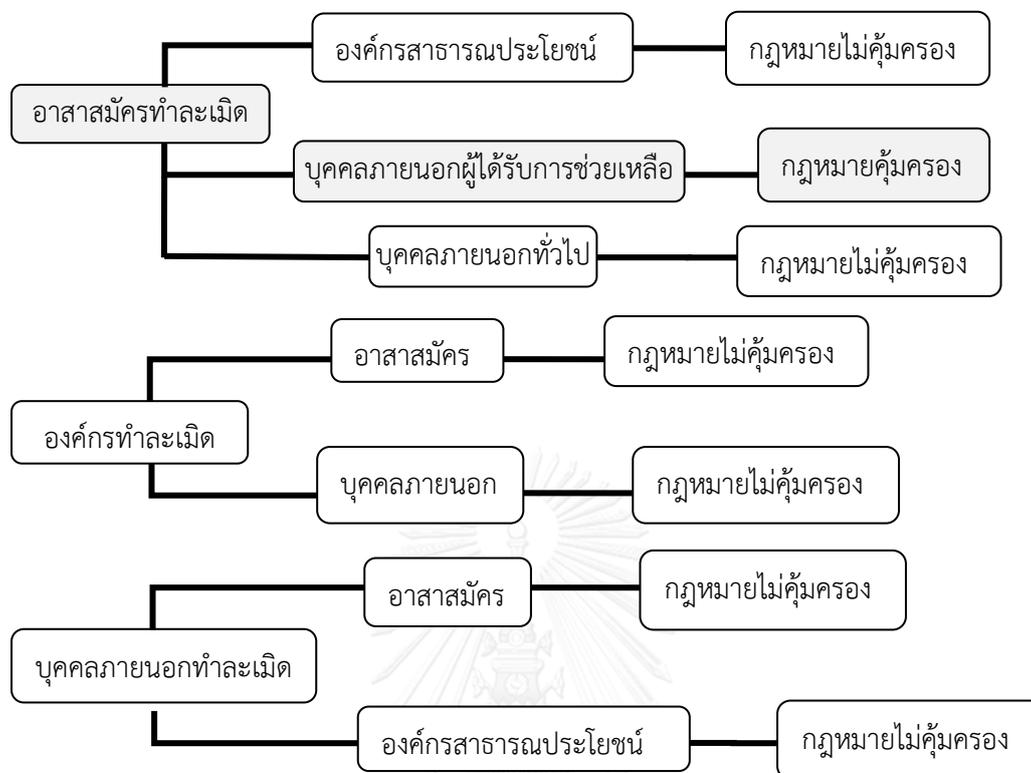 องค์กรสาธารณประโยชน์
กฎหมายไม่คุ้มครอง
อาสาสมัครทำละเมิด
บุคคลภายนอกผู้ได้รับการช่วยเหลือ
กฎหมายคุ้มครอง
บุคคลภายนอกทั่วไป
กฎหมายไม่คุ้มครอง
อาสาสมัคร
กฎหมายไม่คุ้มครอง
องค์กรทำละเมิด
บุคคลภายนอก
กฎหมายไม่คุ้มครอง
อาสาสมัคร
กฎหมายไม่คุ้มครอง
บุคคลภายนอกทำละเมิด
องค์กรสาธารณประโยชน์
กฎหมายไม่คุ้มครอง